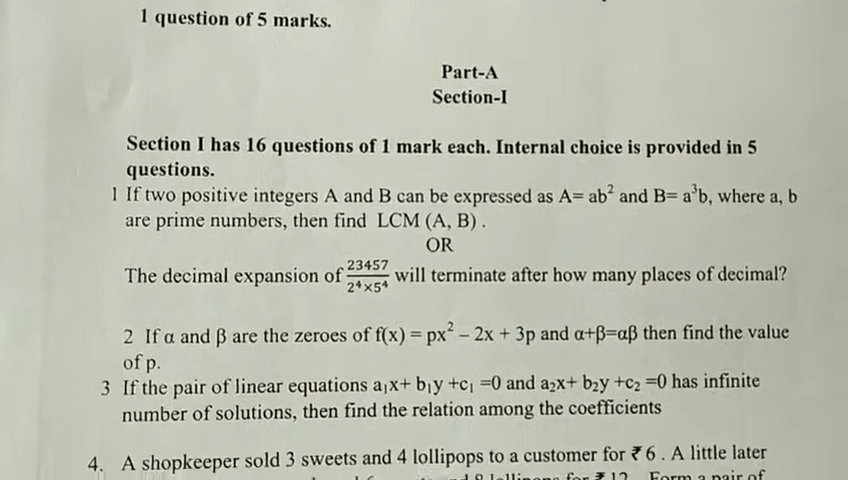 1 question of 5 marks.
Part-A
Section-I
Section I has 16 questions of 1 mark each. Internal choice is provided in 5
questions.
1 If two positive integers A and B can be expressed as A= ab² and B= a³b, where a, b
are prime numbers, then find LCM (A, B) .
OR
The decimal expansion of 23457/2⁴×5⁴ will terminate after how many places of decimal?
2 If α and β are the zeroes of f(x) = px² – 2x + 3p and α+β=αβ then find the value
of p.
3 If the pair of linear equations a₁x+ b₁y +c₁ =0 and a₂x+ b₂y +c₂ =0 has infinite
number of solutions, then find the relation among the coefficients
4. A shopkeeper sold 3 sweets and 4 lollipops to a customer for ₹ 6 . A little later
lollipops for ₹ 12 Form a pair of